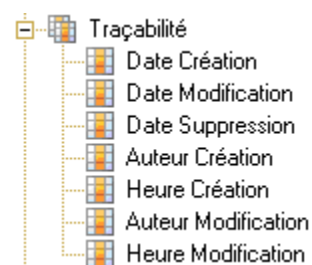 Traçabilité
Date Création
Date Modification
Date Suppression
Auteur Création
Heure Création
Auteur Modification
Heure Modification